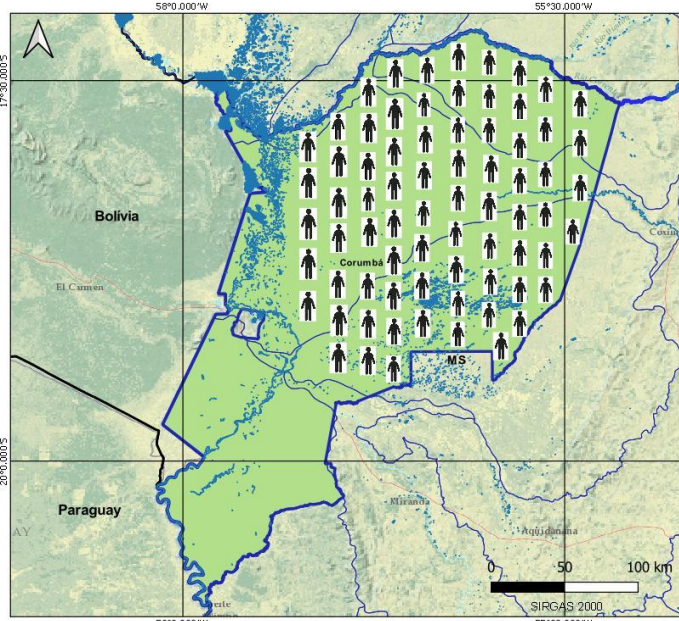 58°0.000'W
55°30.000'W
17°30.000'S
Bolívia
Corumbá
Coxim
El Carmen
MS
20°0.000'S
Paraguay
AY
Miranda
Aquidauana
0 50 100 km
SIRGAS 2000